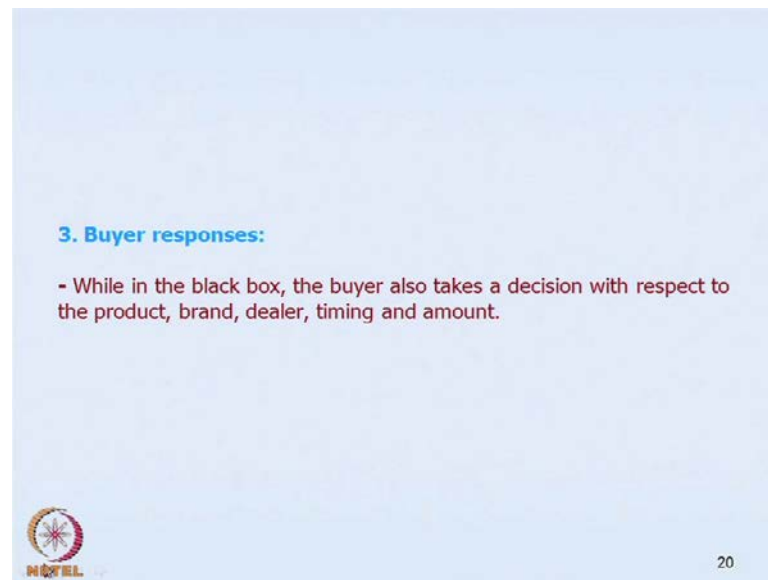 3. Buyer responses:
- While in the black box, the buyer also takes a decision with respect to
the product, brand, dealer, timing and amount.
NPTEL
20